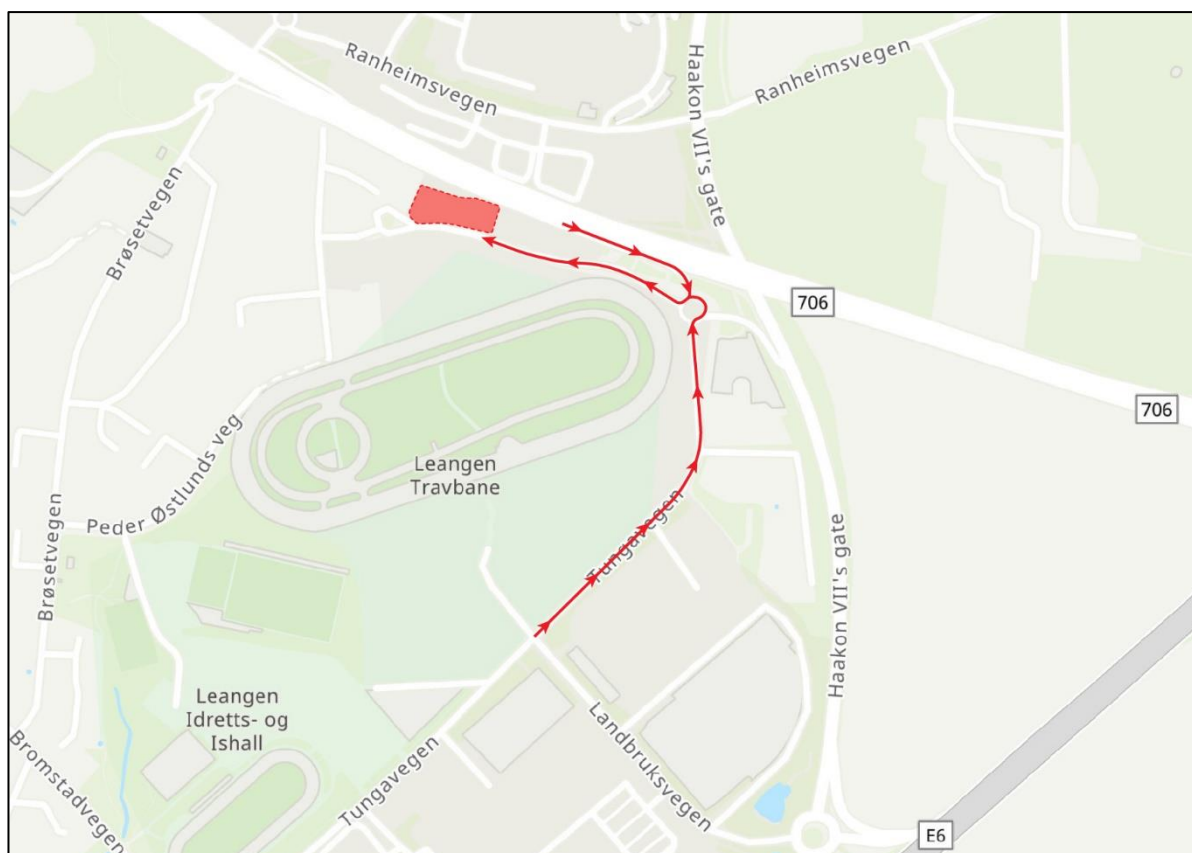 Ranheimsvegen
Haakon VII's gate
Ranheimsvegen
Brøsetvegen
706
706
Leangen
Travbane
Peder Østlunds veg
Tungavegen
Brøsetvegen
Haakon VII's gate
Leangen
Idretts- og
Ishall
Landbruksvegen
Tungavegen
Bromstadvegen
E6